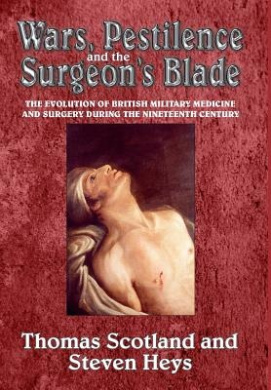 Wars, Pestilence
and the
Surgeon's Blade
THE EVOLUTION OF BRITISH MILITARY MEDICINE
AND SURGERY DURING THE NINETEENTH CENTURY
Thomas Scotland and
Steven Heys